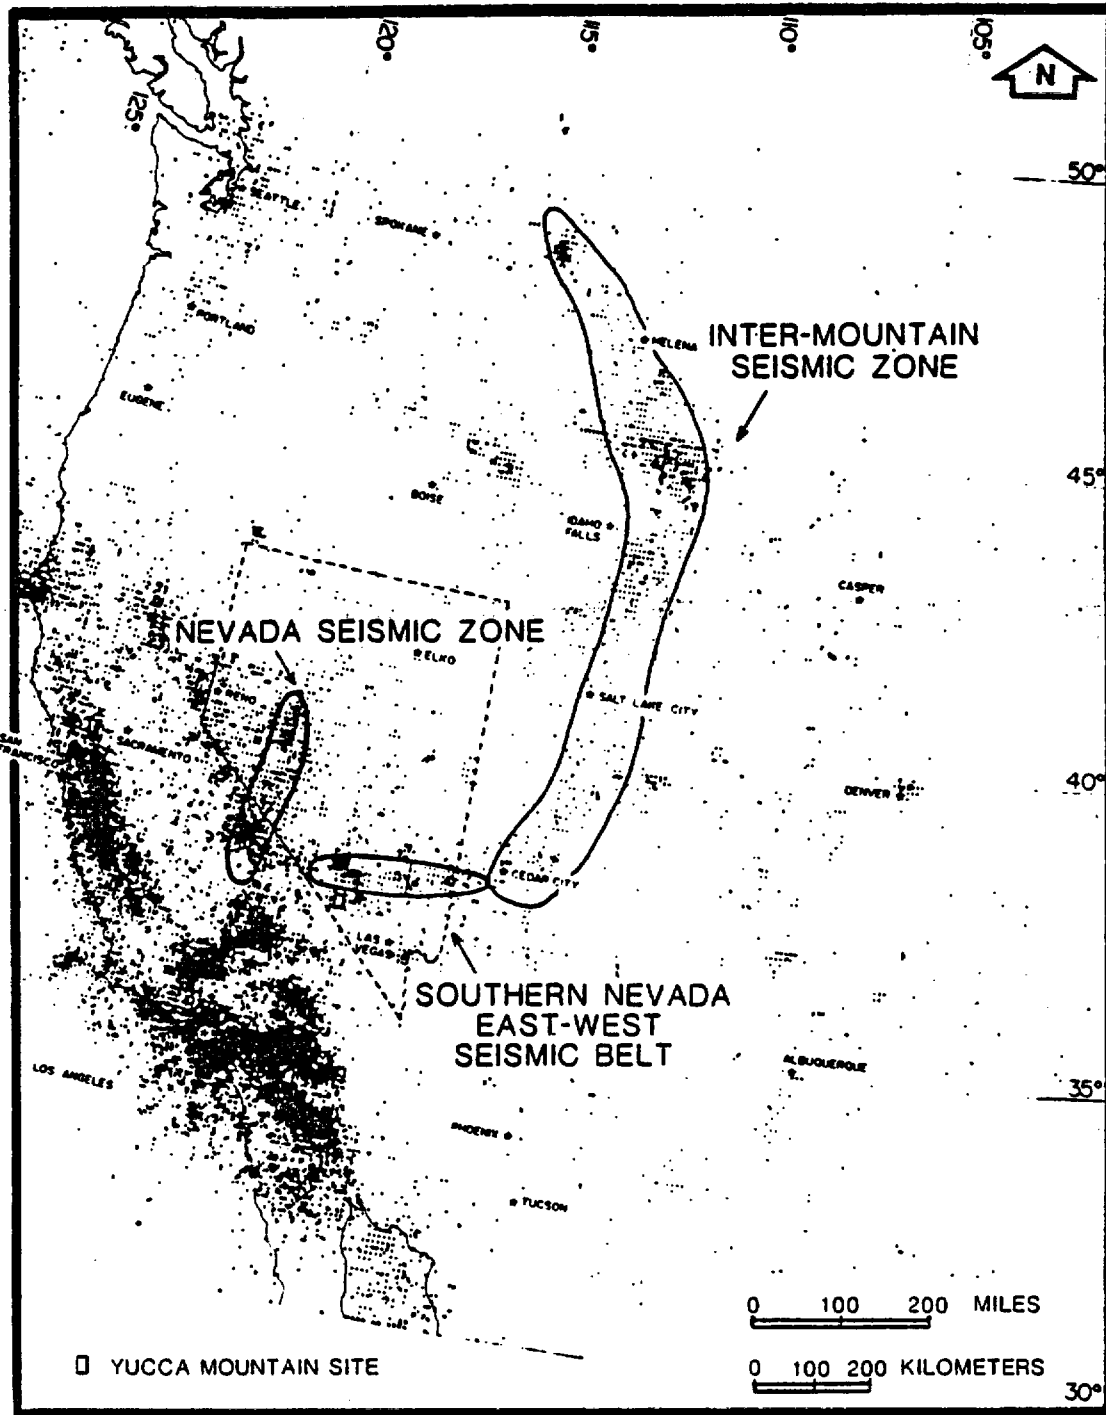 125°
120°
115°
110°
105°
N
50°
SEATTLE
SPOKANE
PORTLAND
HELENA
INTER-MOUNTAIN
SEISMIC ZONE
EUGENE
45°
BOISE
IDAHO
FALLS
CASPER
NEVADA SEISMIC ZONE
ELKO
RENO
SALT LAKE CITY
SAN
FRANCISCO
SACRAMENTO
40°
DENVER
CEDAR CITY
LAS
VEGAS
SOUTHERN NEVADA
EAST-WEST
SEISMIC BELT
LOS ANGELES
ALBUQUERQUE
35°
PHOENIX
TUCSON
0 100 200 MILES
YUCCA MOUNTAIN SITE
0 100 200 KILOMETERS
30°